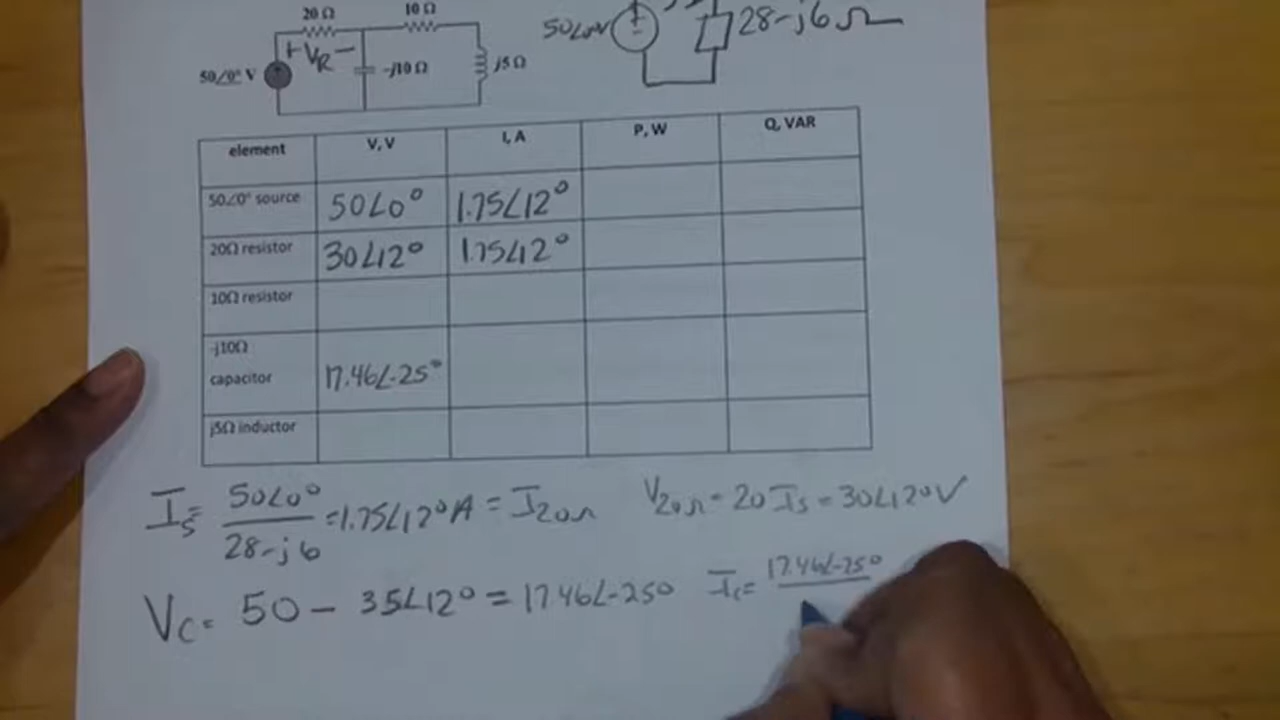 20 Ω 10 Ω
50∠0° V + VR − -j10 Ω j5 Ω
28-j6 Ω
element V, V I, A P, W Q, VAR
50∠0° source 50∠0° 1.75∠12°
20Ω resistor 30∠12° 1.75∠12°
10Ω resistor
-j10Ω
capacitor 17.46∠-25°
j5Ω inductor
Is = 50∠0° / 28-j6 = 1.75∠12° A = I20Ω V20Ω = 20 Is = 30∠12° V
Vc = 50 − 35∠12° = 17.46∠-25° Ic = 17.46∠-25°